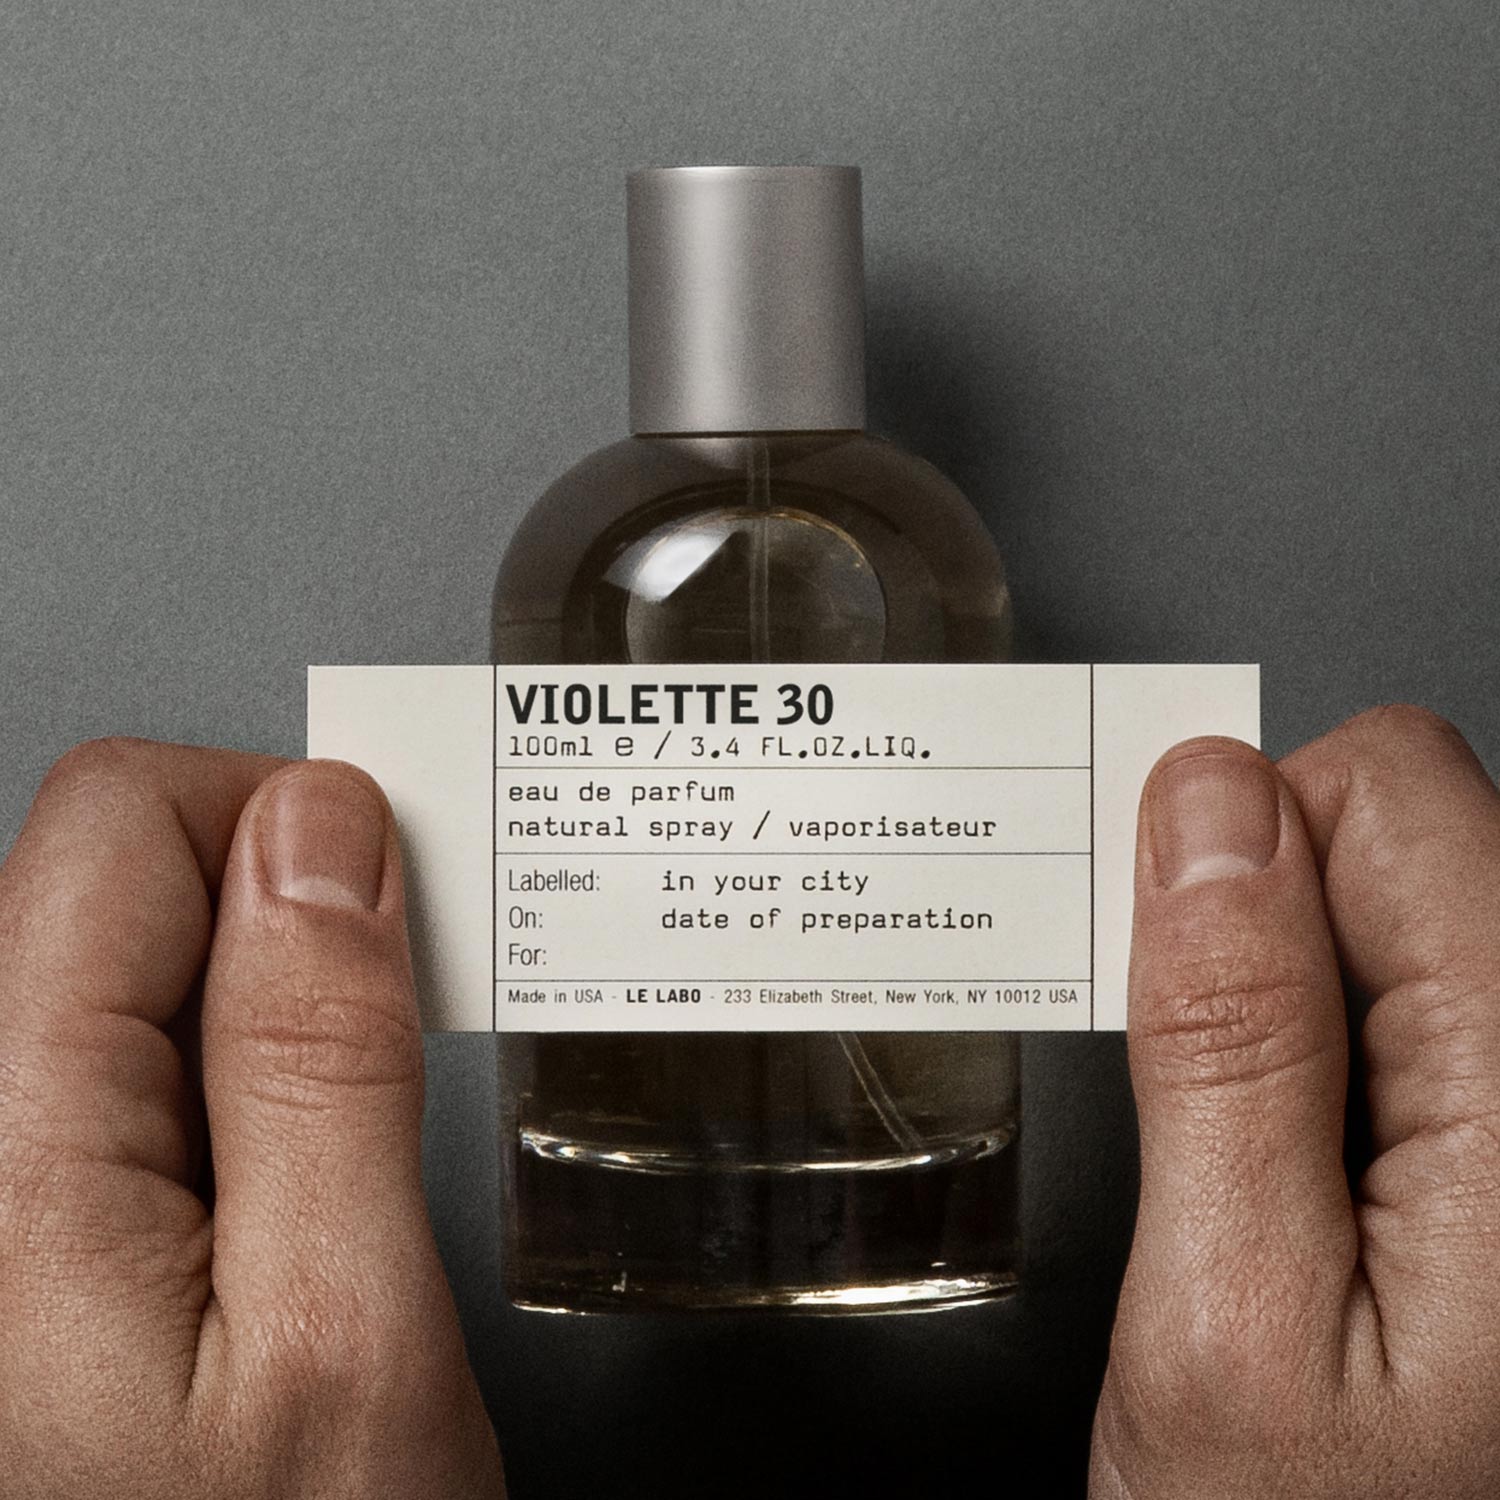 VIOLETTE 30
100ml e / 3.4 FL.OZ.LIQ.
eau de parfum
natural spray / vaporisateur
Labelled: in your city
On: date of preparation
For:
Made in USA - LE LABO - 233 Elizabeth Street, New York, NY 10012 USA